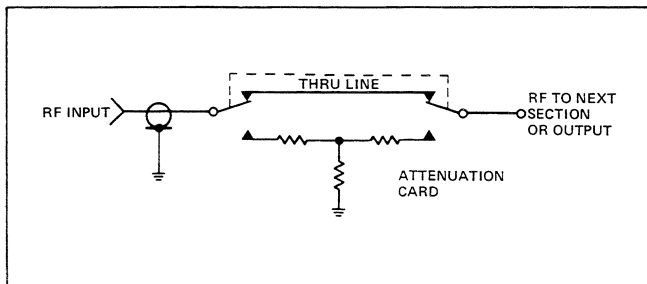 THRU LINE
RF INPUT
RF TO NEXT
SECTION
OR OUTPUT
ATTENUATION
CARD